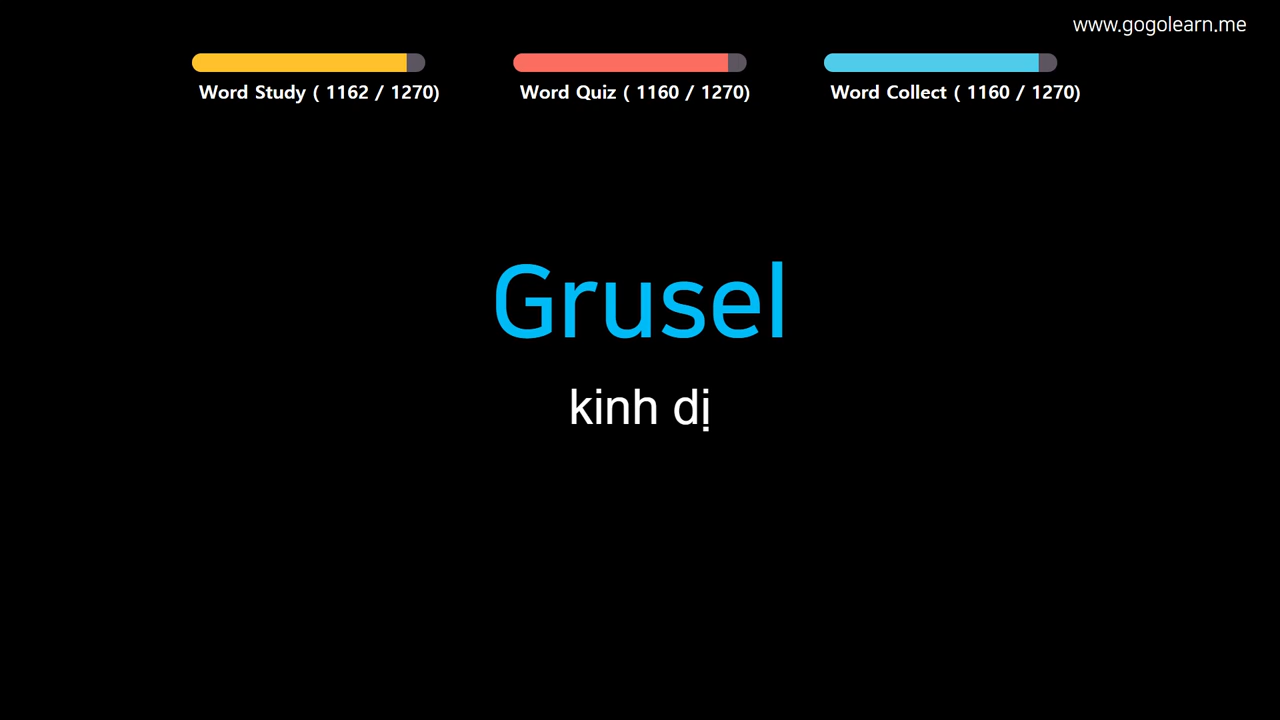 www.gogolearn.me
Word Study ( 1162 / 1270)
Word Quiz ( 1160 / 1270)
Word Collect ( 1160 / 1270)
Grusel
kinh dị